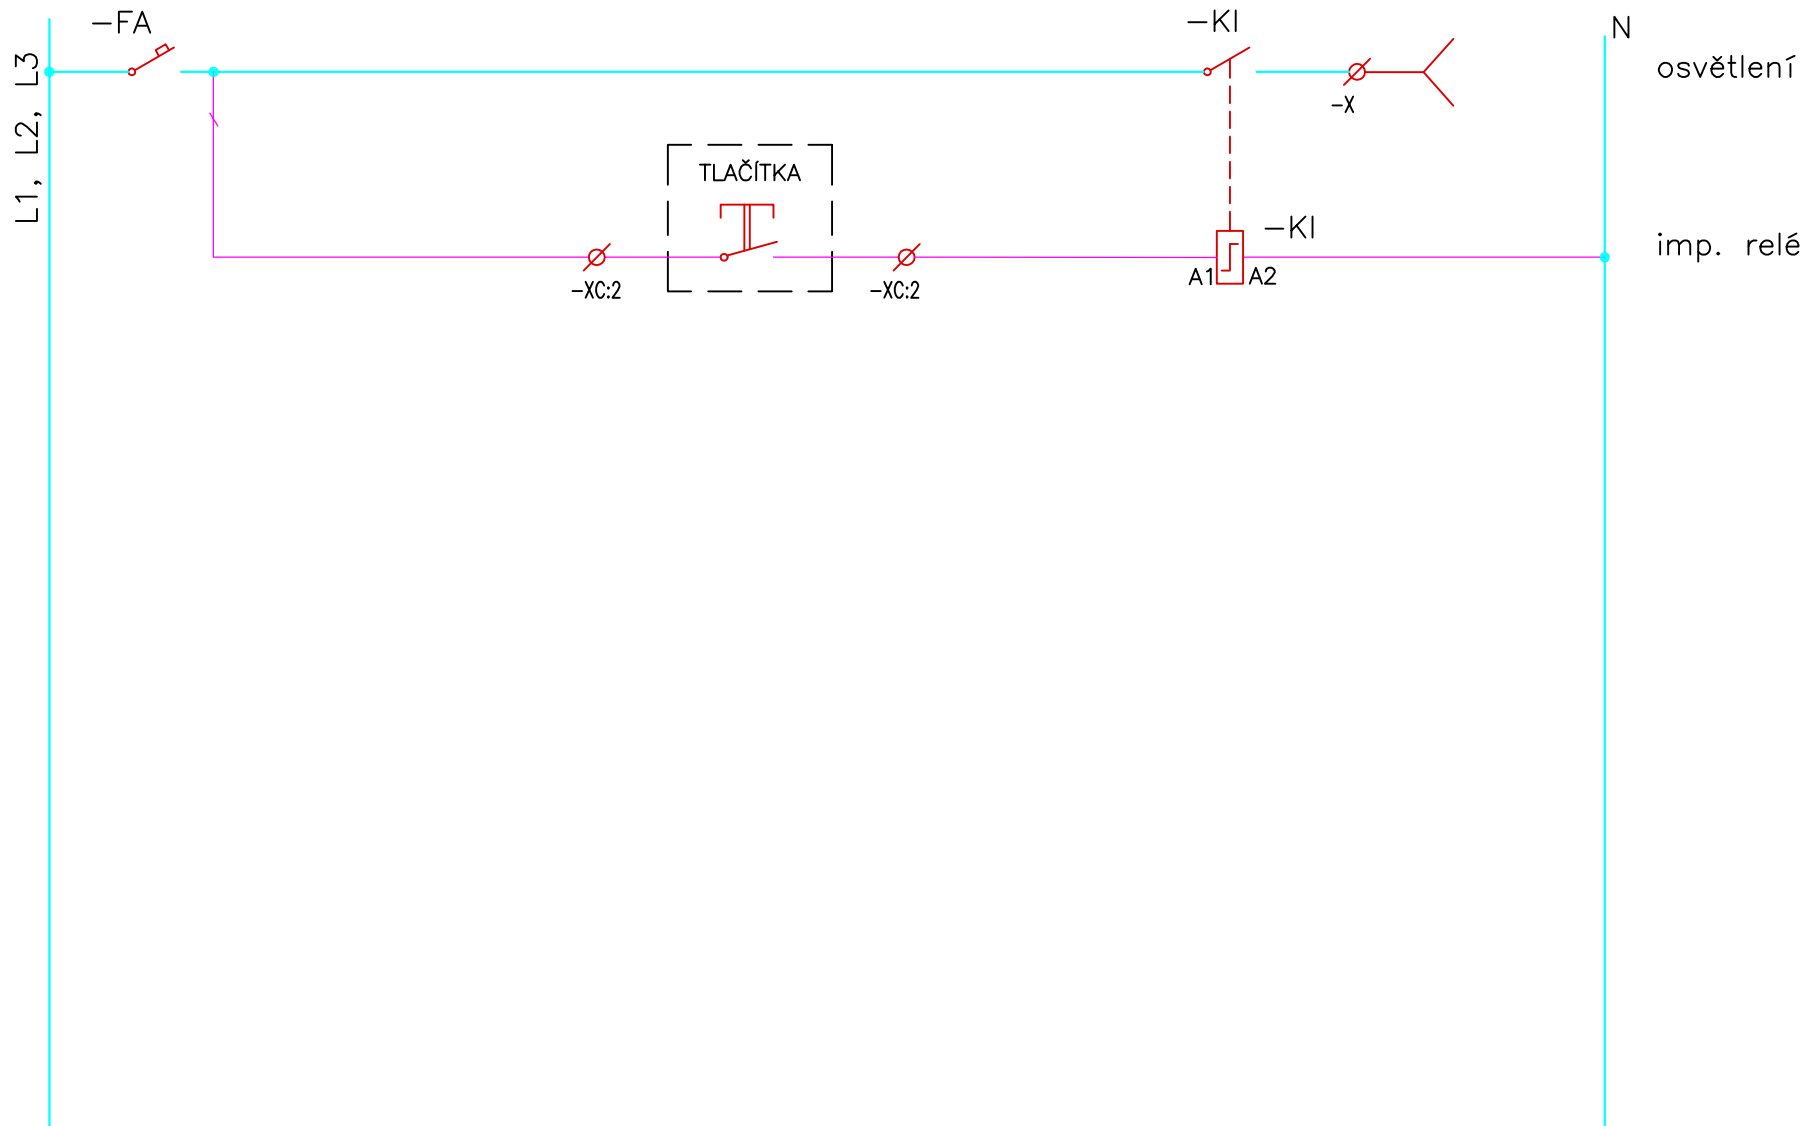 L1, L2, L3
-FA
-KI
N
osvětlení
-X
TLAČÍTKA
-KI
imp. relé
A1
A2
-XC:2
-XC:2